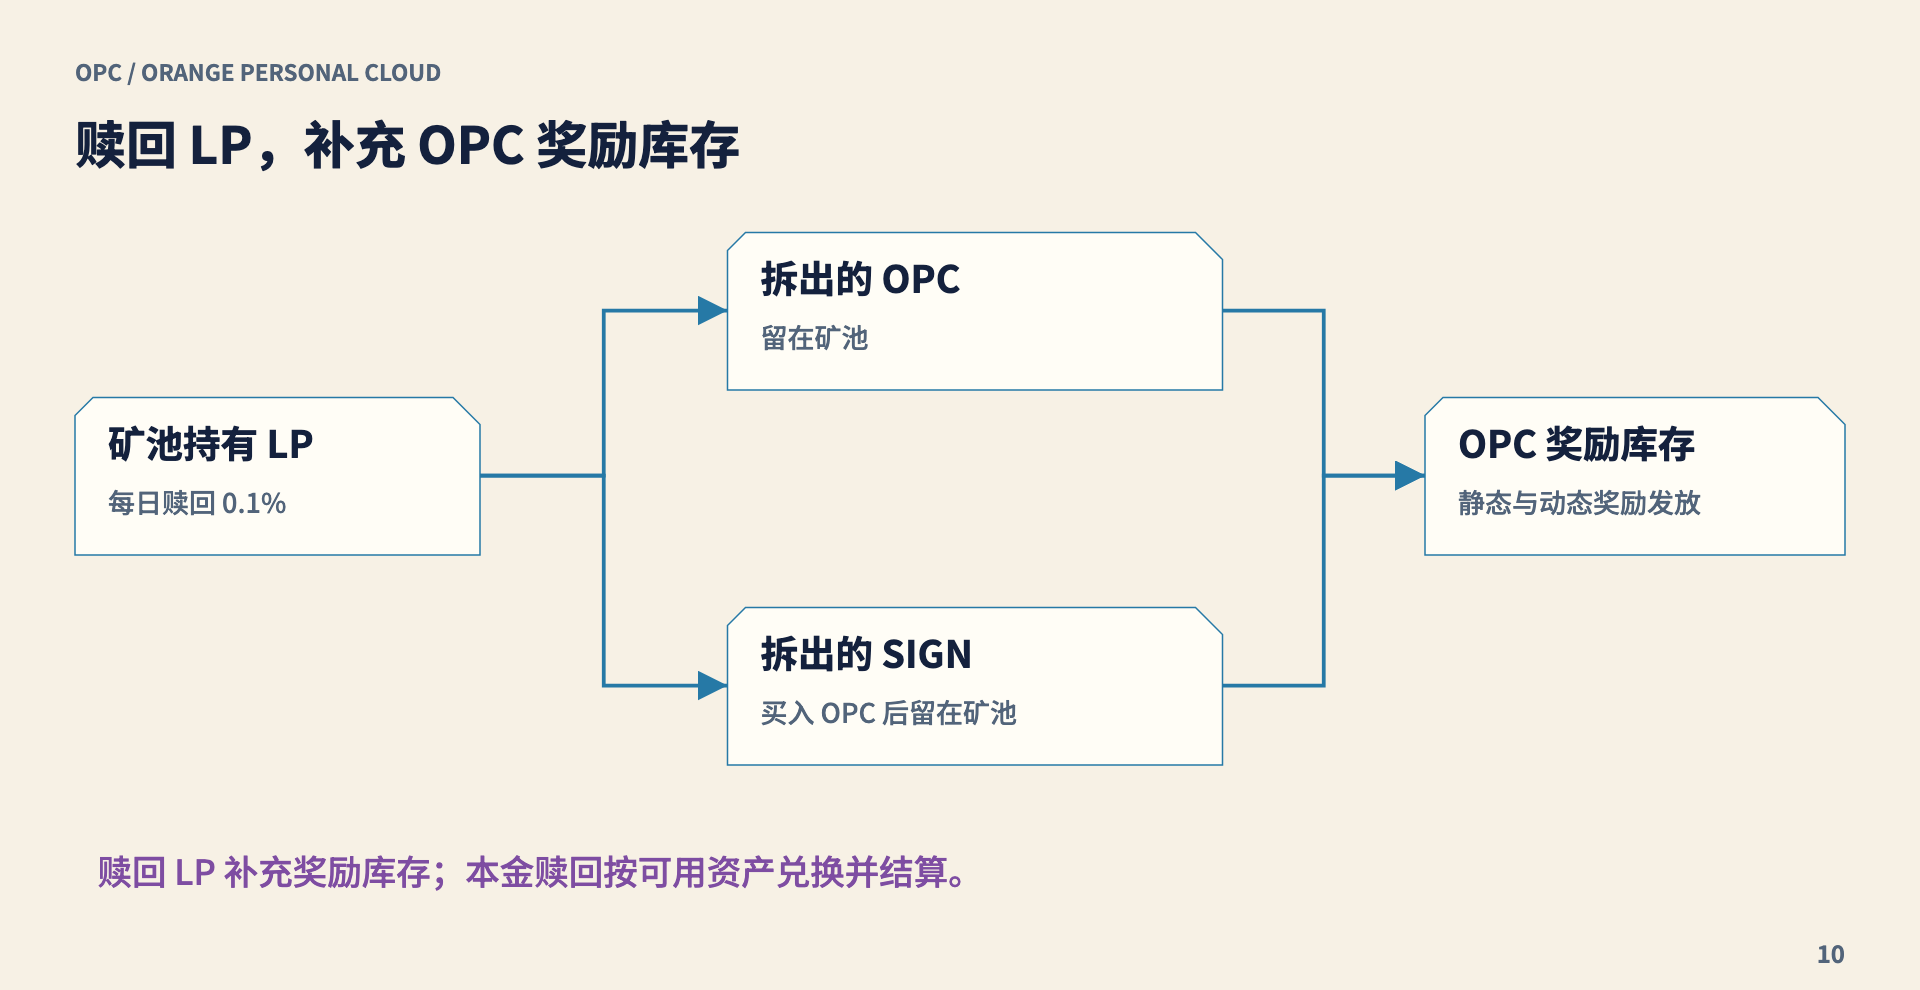 OPC / ORANGE PERSONAL CLOUD
赎回 LP，补充 OPC 奖励库存
拆出的 OPC
留在矿池
矿池持有 LP
每日赎回 0.1%
OPC 奖励库存
静态与动态奖励发放
拆出的 SIGN
买入 OPC 后留在矿池
赎回 LP 补充奖励库存；本金赎回按可用资产兑换并结算。
10